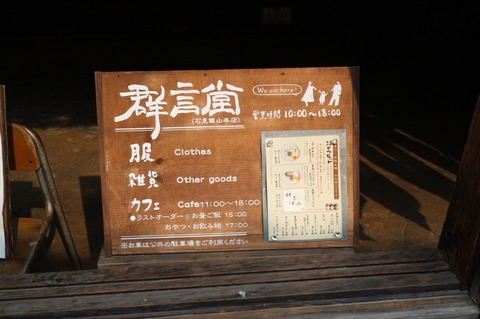 群言堂
(石見銀山本店)
We are here!
営業時間 10:00〜18:00
服 Clothes
雑貨 Other goods
カフェ Cafe 11:00〜18:00
●ラストオーダー◎お昼ご飯 15:00
おやつ・お飲み物 17:00
※お車は公共の駐車場をご利用ください